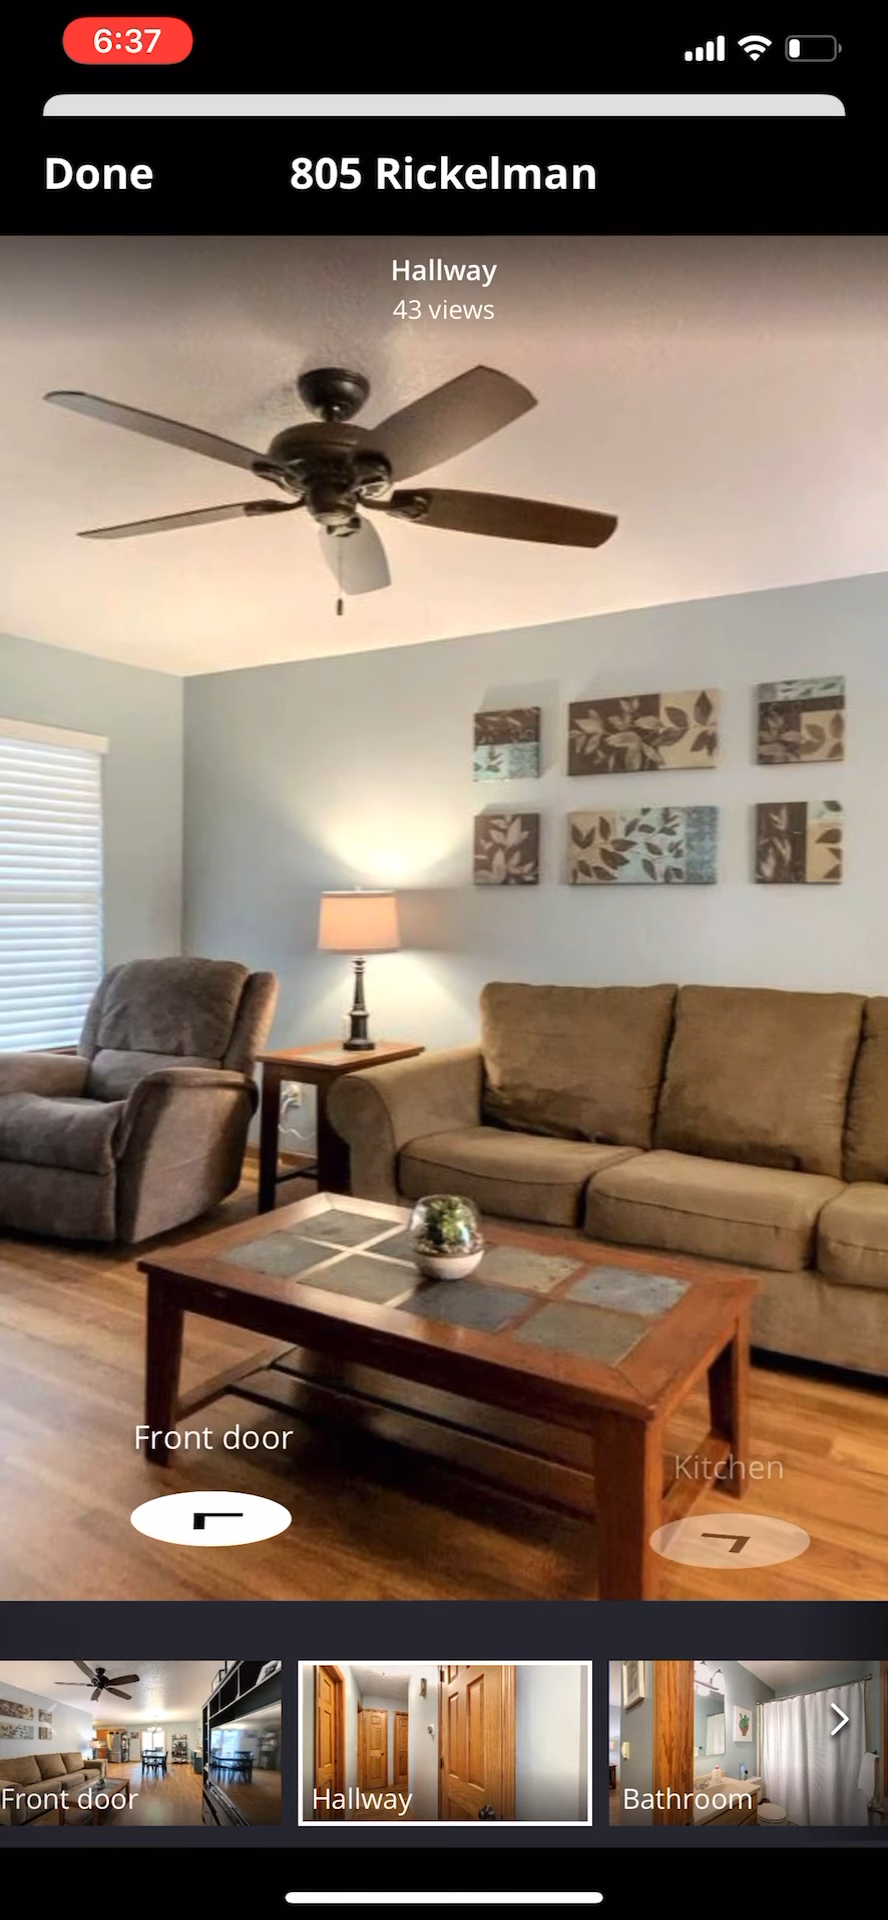 6:37
Done
805 Rickelman
Hallway
43 views
Front door
Kitchen
Front door
Hallway
Bathroom